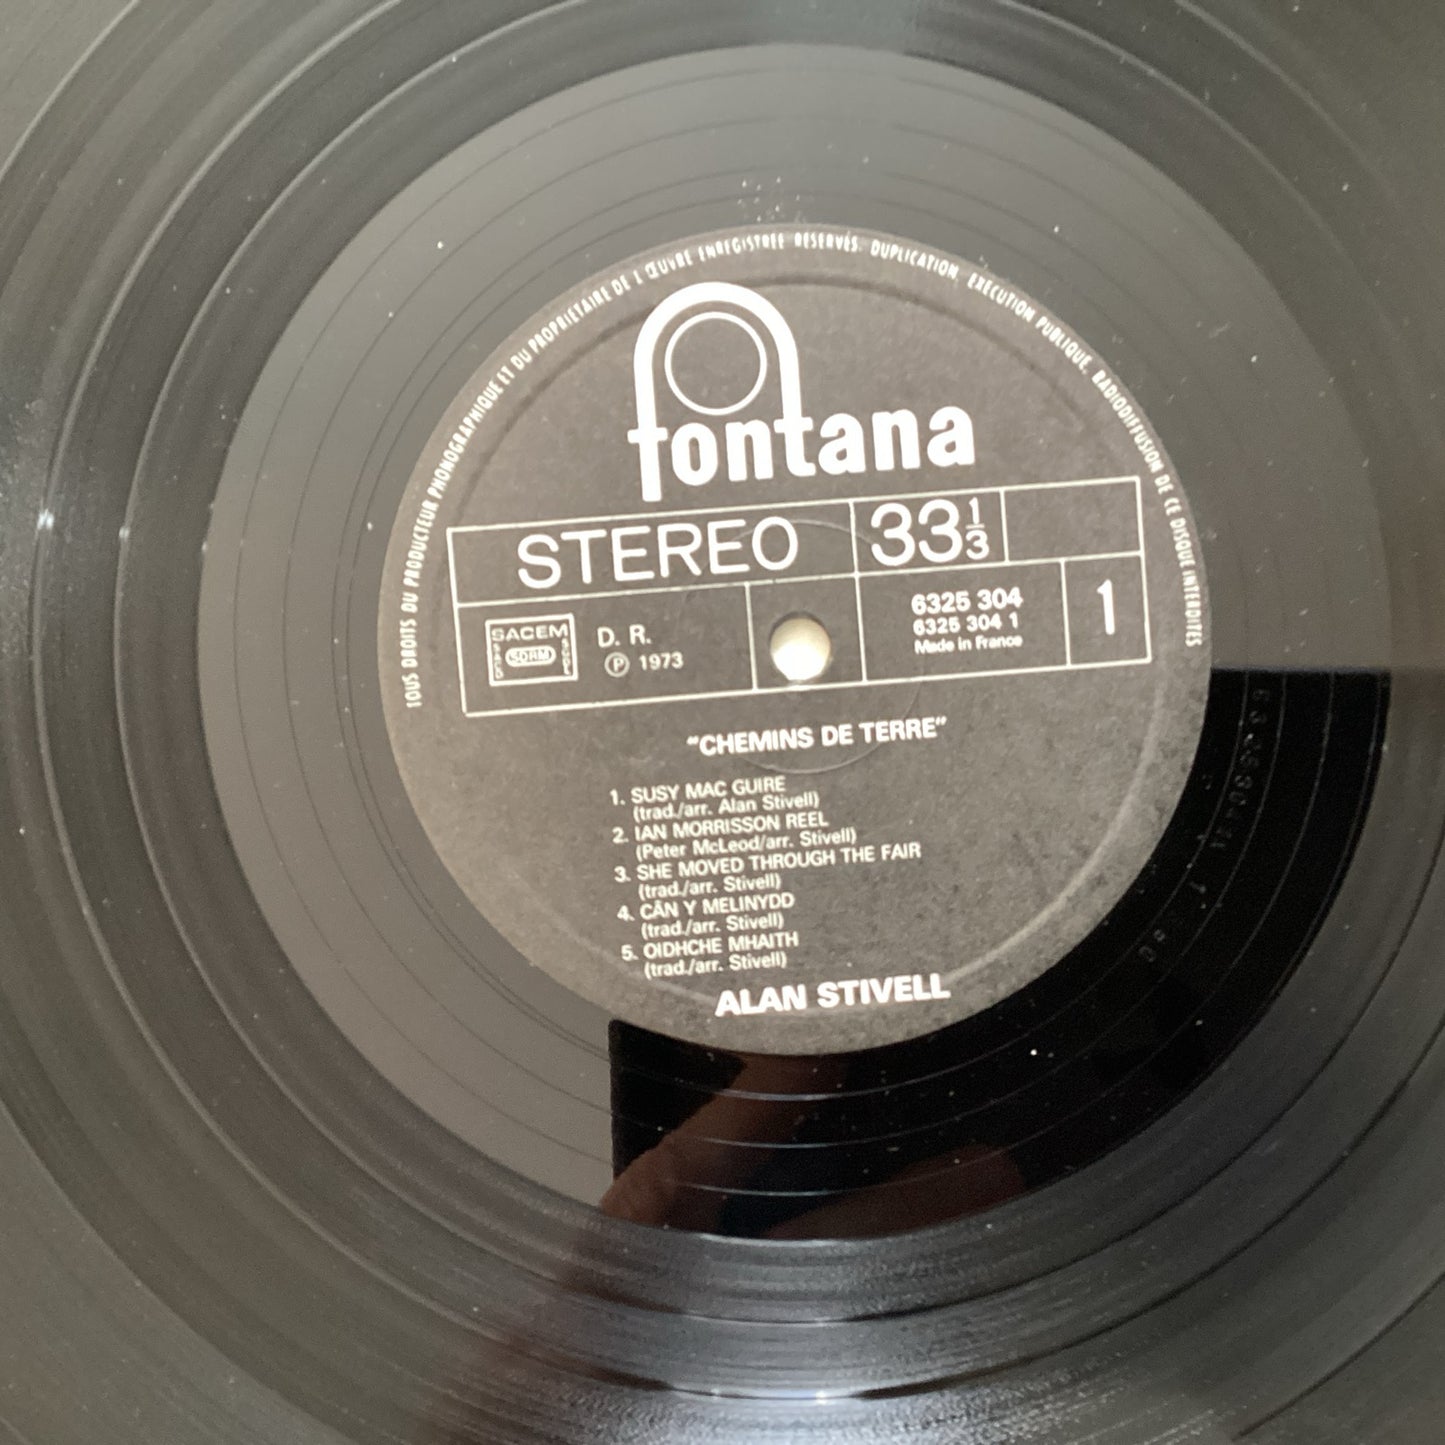 TOUS DROITS DU PRODUCTEUR PHONOGRAPHIQUE ET DU PROPRIETAIRE DE L'ŒUVRE ENREGISTREE RESERVÉS. DUPLICATION, EXECUTION PUBLIQUE, RADIODIFFUSION DE CE DISQUE INTERDITES
fontana
STEREO
33 1/3
SACEM
SDRM
D. R.
Ⓟ 1973
6325 304
6325 304 1
Made in France
1
"CHEMINS DE TERRE"
1. SUSY MAC GUIRE
(trad./arr. Alan Stivell)
2. IAN MORRISSON REEL
(Peter McLeod/arr. Stivell)
3. SHE MOVED THROUGH THE FAIR
(trad./arr. Stivell)
4. CÂN Y MELINYDD
(trad./arr. Stivell)
5. OIDHCHE MHAITH
(trad./arr. Stivell)
ALAN STIVELL